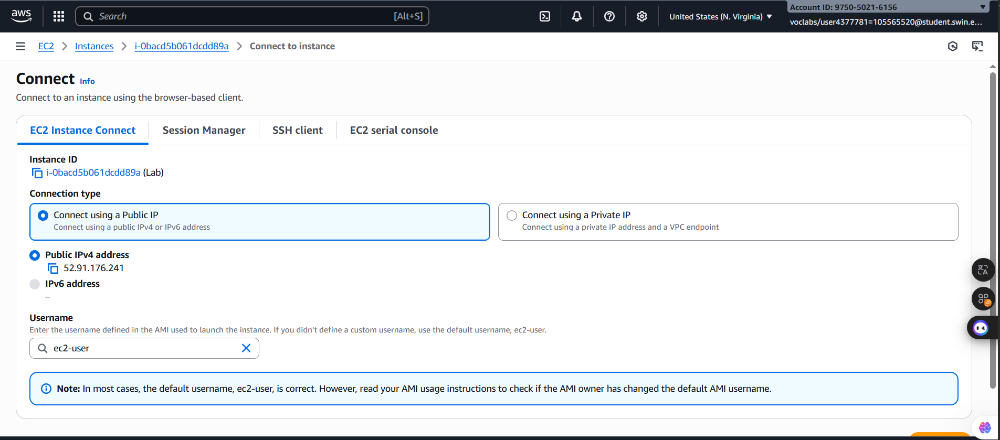 aws
Search [Alt+S]
United States (N. Virginia)
Account ID: 9750-5021-6156
voclabs/user4377781=105565520@student.swin.e...
EC2 > Instances > i-0bacd5b061dcdd89a > Connect to instance
Connect Info
Connect to an instance using the browser-based client.
EC2 Instance Connect Session Manager SSH client EC2 serial console
Instance ID
i-0bacd5b061dcdd89a (Lab)
Connection type
Connect using a Public IP
Connect using a public IPv4 or IPv6 address
Connect using a Private IP
Connect using a private IP address and a VPC endpoint
Public IPv4 address
52.91.176.241
IPv6 address
–
Username
Enter the username defined in the AMI used to launch the instance. If you didn't define a custom username, use the default username, ec2-user.
ec2-user
Note: In most cases, the default username, ec2-user, is correct. However, read your AMI usage instructions to check if the AMI owner has changed the default AMI username.